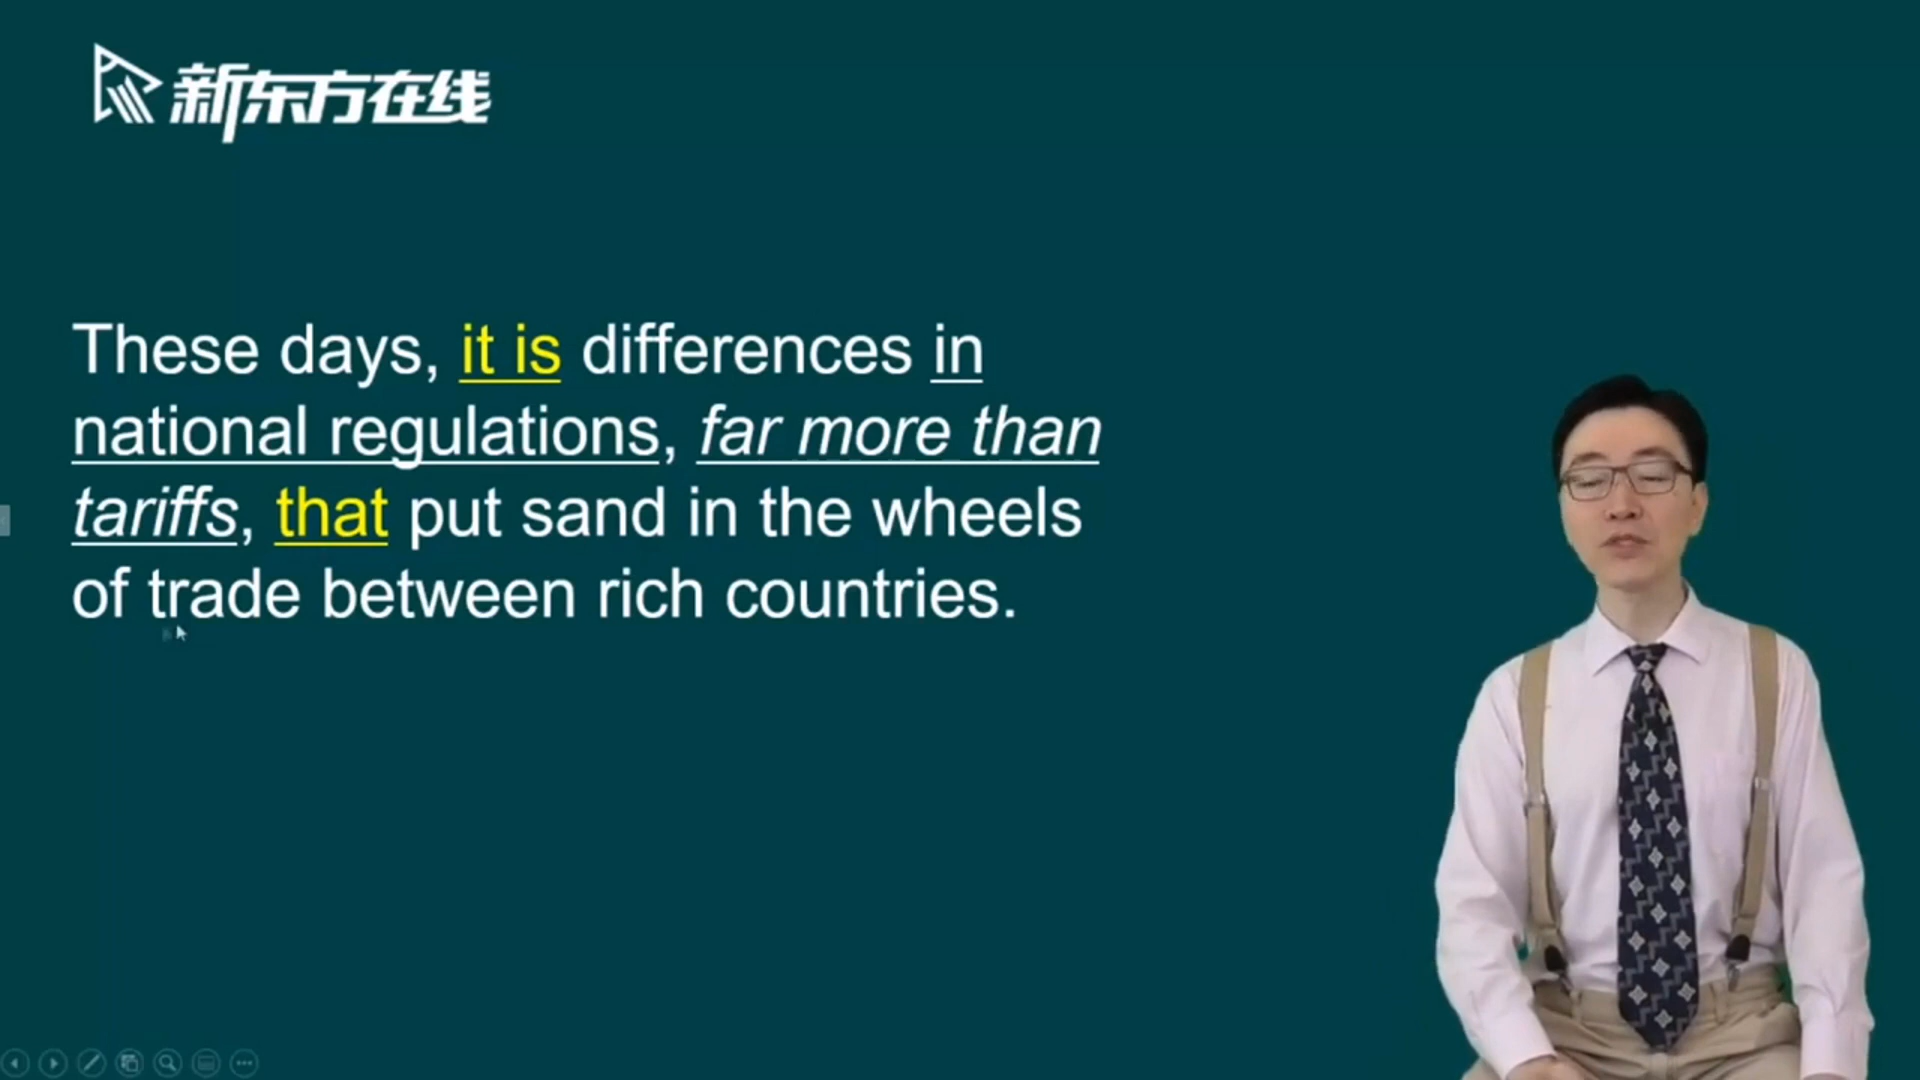 新东方在线
These days, it is differences in
national regulations, far more than
tariffs, that put sand in the wheels
of trade between rich countries.